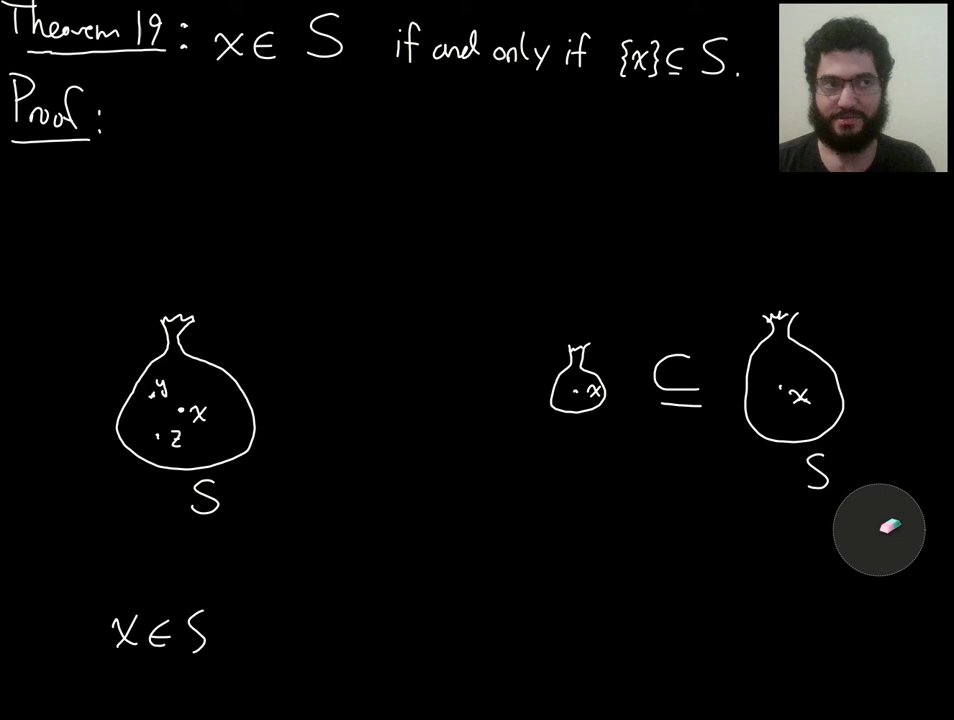 Theorem 19: x ∈ S if and only if {x} ⊆ S.
Proof:
y
x
z
S
x ⊆ x
S
x ∈ S